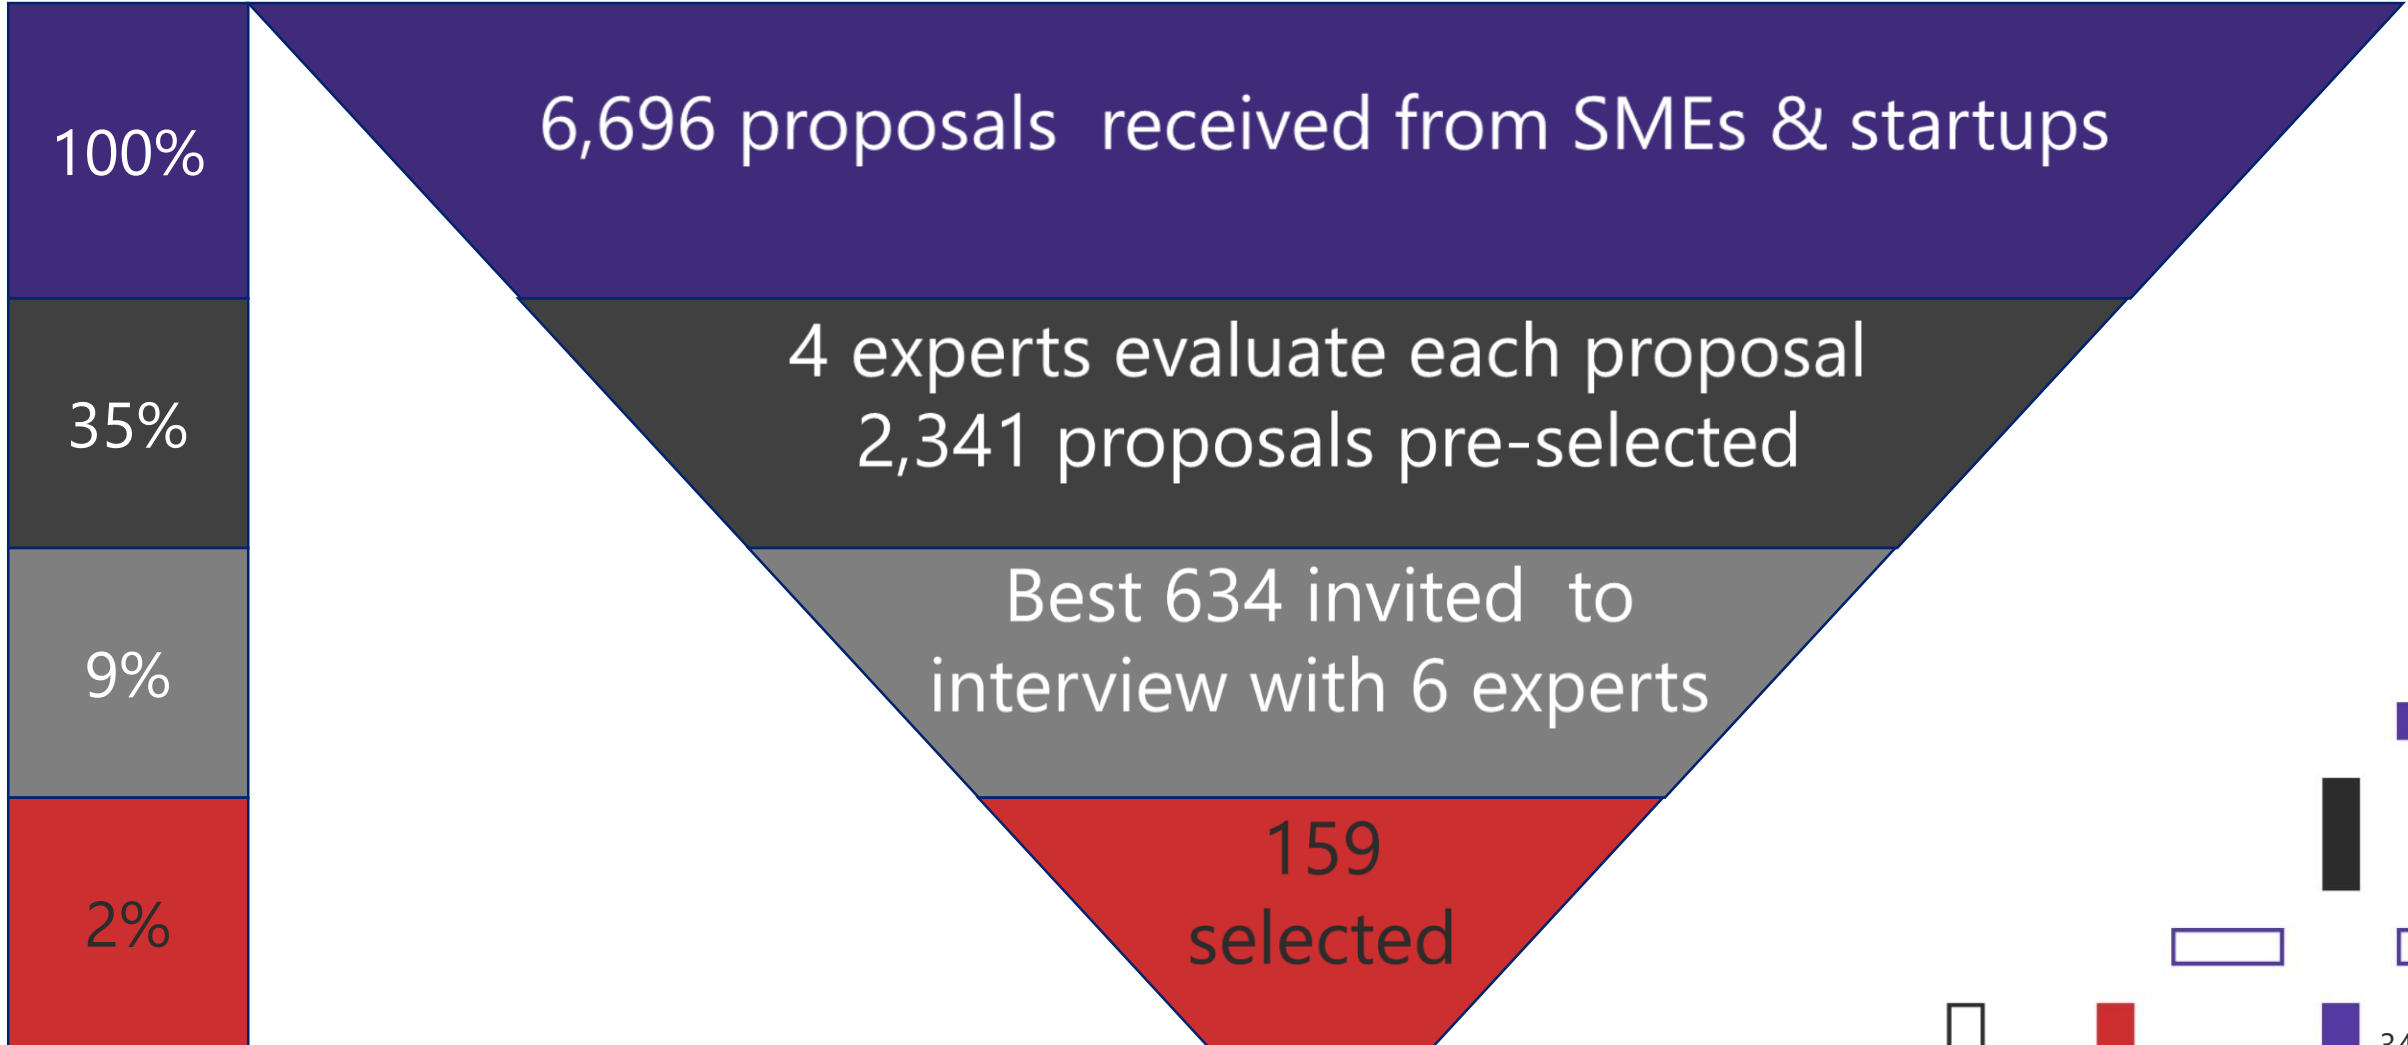 100%
6,696 proposals  received from SMEs & startups
35%
4 experts evaluate each proposal
2,341 proposals pre-selected
9%
Best 634 invited  to
interview with 6 experts
2%
159
selected